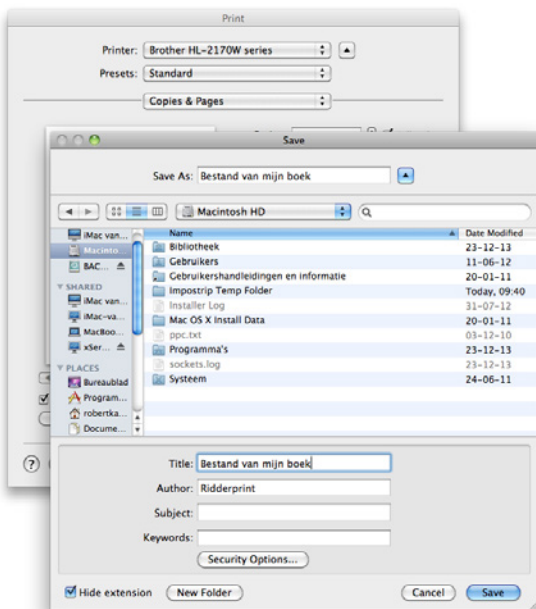 Print
Printer: Brother HL-2170W series
Presets: Standard
Copies & Pages
Save
Save As: Bestand van mijn boek
Macintosh HD
Name Date Modified
iMac van...
Macinto...
BAC...
SHARED
iMac van...
iMac-va...
MacBoo...
xSer...
PLACES
Bureaublad
Program...
robertka...
Docume...
Bibliotheek 23-12-13
Gebruikers 11-06-12
Gebruikershandleidingen en informatie 20-01-11
Impostrip Temp Folder Today, 09:40
Installer Log 31-07-12
Mac OS X Install Data 20-01-11
ppc.txt 03-12-10
Programma's 23-12-13
sockets.log 23-12-13
Systeem 24-06-11
?
Title: Bestand van mijn boek
Author: Ridderprint
Subject:
Keywords:
Security Options...
Hide extension New Folder Cancel Save